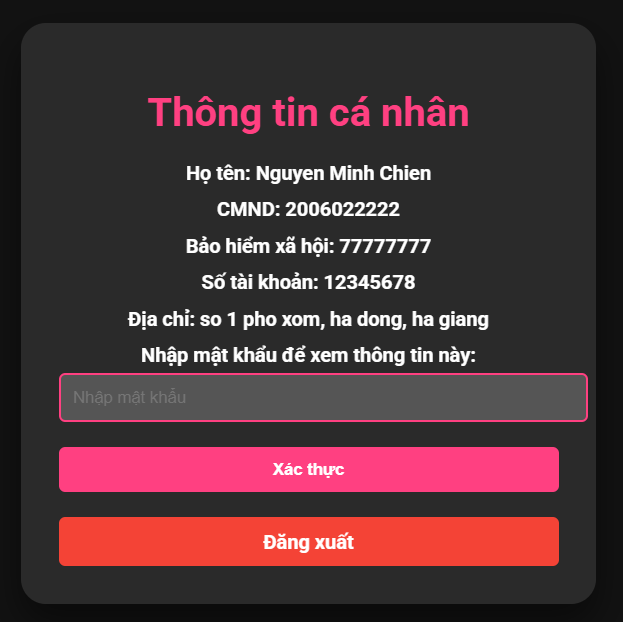 Thông tin cá nhân
Họ tên: Nguyen Minh Chien
CMND: 2006022222
Bảo hiểm xã hội: 77777777
Số tài khoản: 12345678
Địa chỉ: so 1 pho xom, ha dong, ha giang
Nhập mật khẩu để xem thông tin này:
Nhập mật khẩu
Xác thực
Đăng xuất